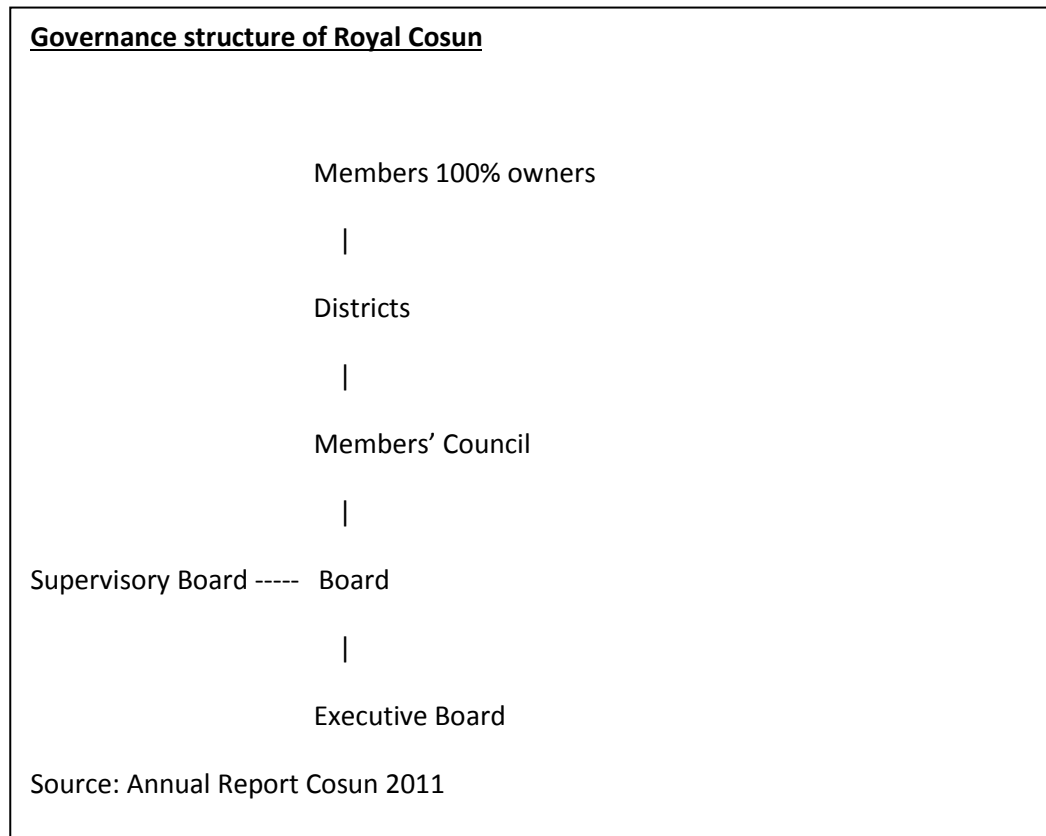 Governance structure of Royal Cosun
Members 100% owners
|
Districts
|
Members’ Council
|
Supervisory Board ----- Board
|
Executive Board
Source: Annual Report Cosun 2011